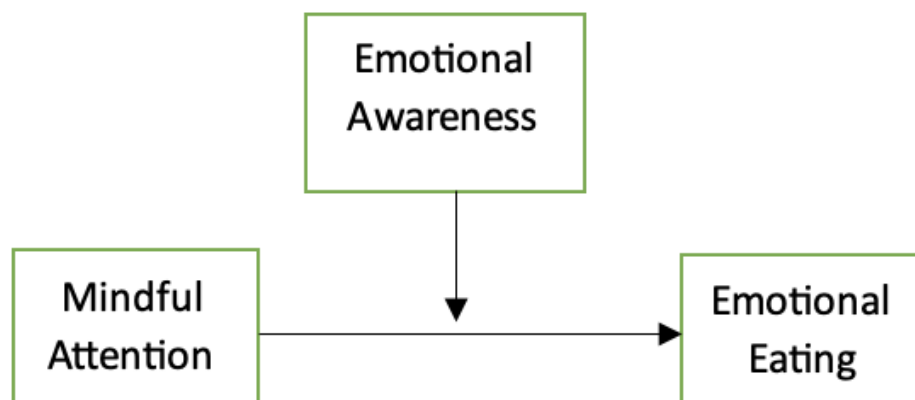 Emotional
Awareness
Mindful
Attention
Emotional
Eating